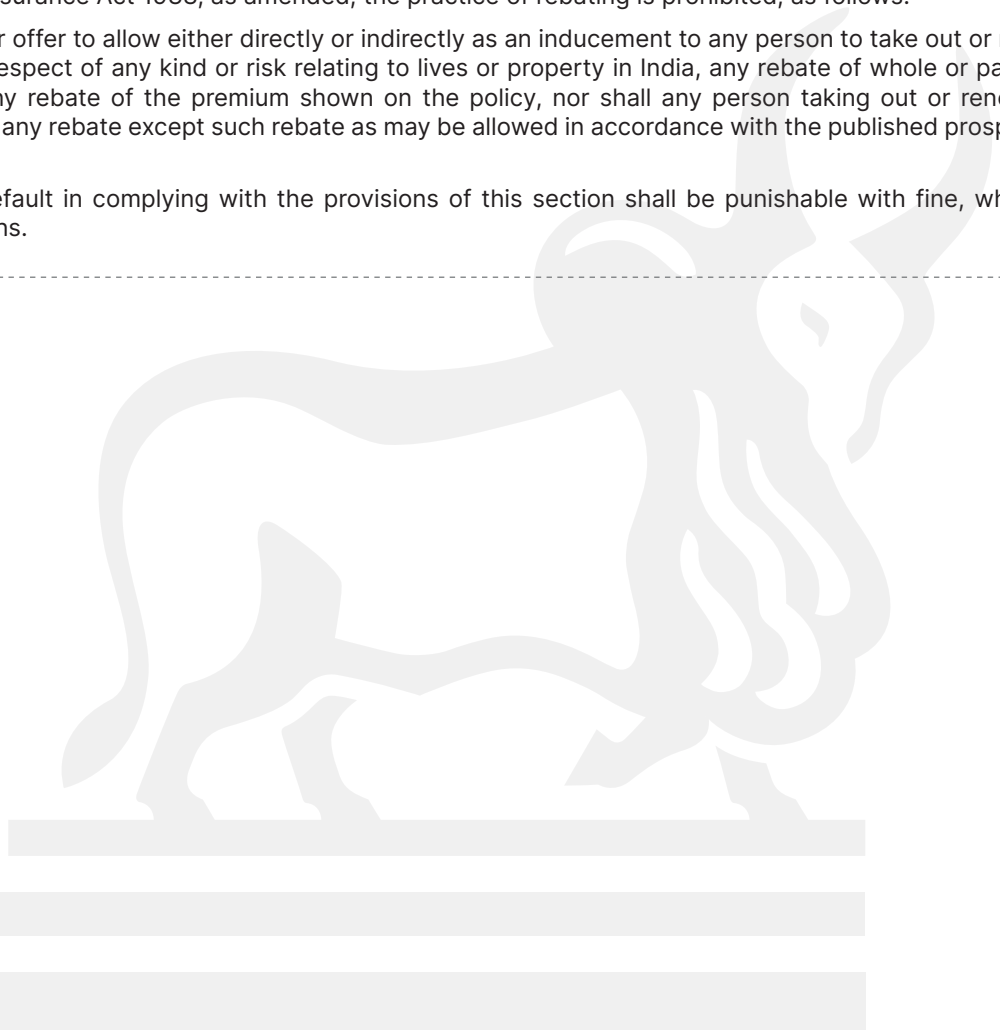 surance Act 1938, as amended, the practice of rebating is prohibited, as follows:
r offer to allow either directly or indirectly as an inducement to any person to take out or
espect of any kind or risk relating to lives or property in India, any rebate of whole or pa
ny rebate of the premium shown on the policy, nor shall any person taking out or ren
any rebate except such rebate as may be allowed in accordance with the published prosp
efault in complying with the provisions of this section shall be punishable with fine, wh
ns.